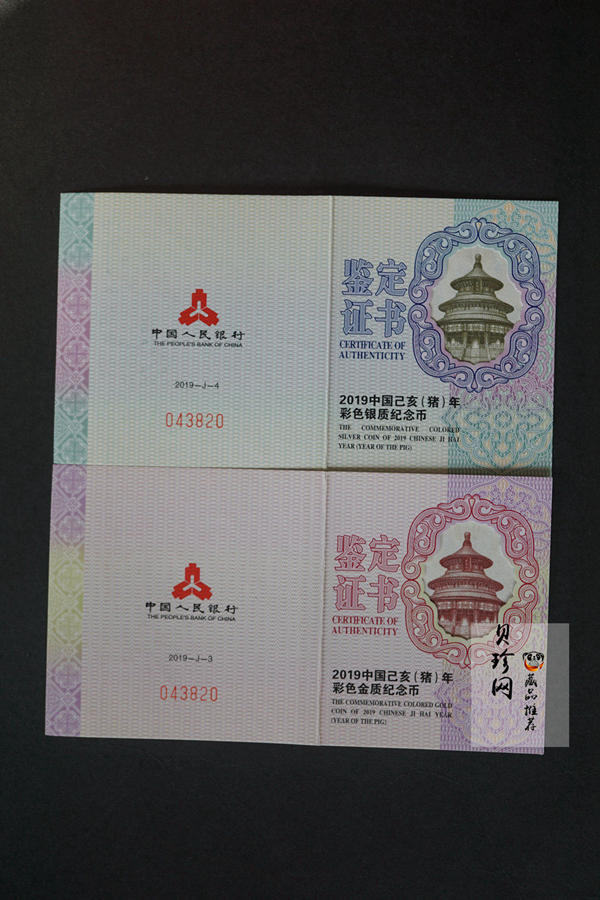 中国人民银行
THE PEOPLE'S BANK OF CHINA
2019-J-4
043820
鉴定
证书
CERTIFICATE OF
AUTHENTICITY
2019中国己亥(猪)年
彩色银质纪念币
THE COMMEMORATIVE COLORED
SILVER COIN OF 2019 CHINESE JI HAI
YEAR (YEAR OF THE PIG)
中国人民银行
THE PEOPLE'S BANK OF CHINA
2019-J-3
043820
鉴定
证书
CERTIFICATE OF
AUTHENTICITY
2019中国己亥(猪)年
彩色金质纪念币
THE COMMEMORATIVE COLORED GOLD
COIN OF 2019 CHINESE JI HAI YEAR
(YEAR OF THE PIG)
贝珍网
藏品推荐